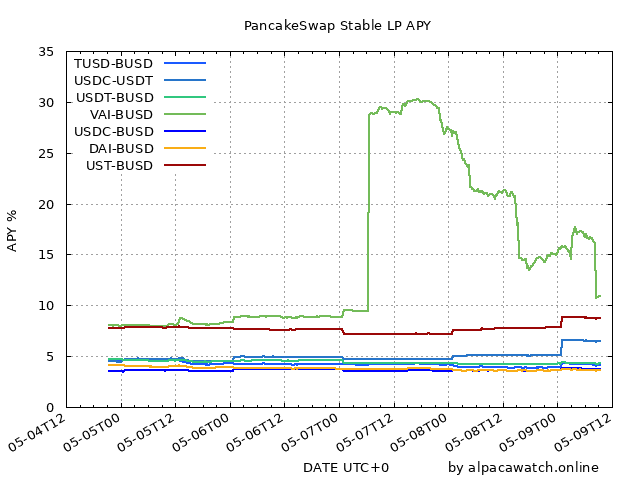 PancakeSwap Stable LP APY
35
30
25
20
15
10
5
0
APY %
TUSD-BUSD
USDC-USDT
USDT-BUSD
VAI-BUSD
USDC-BUSD
DAI-BUSD
UST-BUSD
05-04T12
05-05T00
05-05T12
05-06T00
05-06T12
05-07T00
05-07T12
05-08T00
05-08T12
05-09T00
05-09T12
DATE UTC+0
by alpacawatch.online